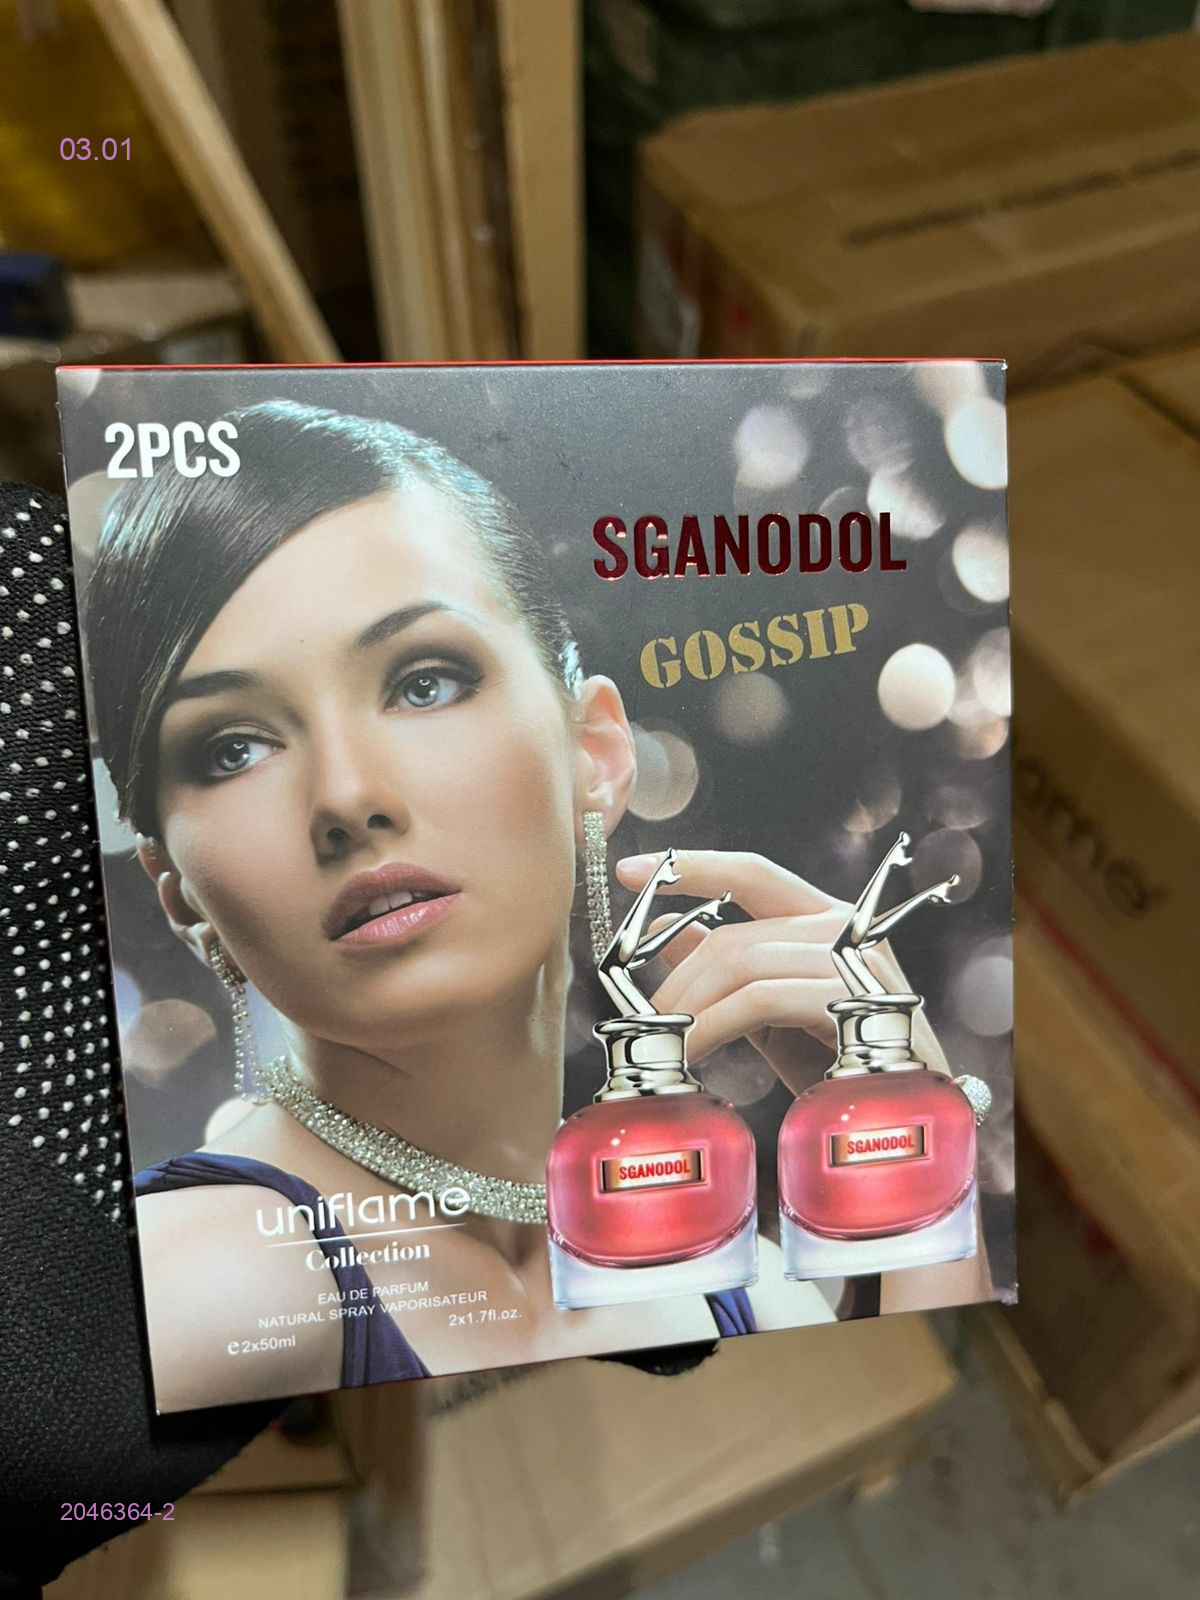 03.01
2PCS
SGANODOL
GOSSIP
SGANODOL
SGANODOL
uniflame
Collection
EAU DE PARFUM
NATURAL SPRAY VAPORISATEUR
e2x50ml
2x1.7fl.oz.
2046364-2